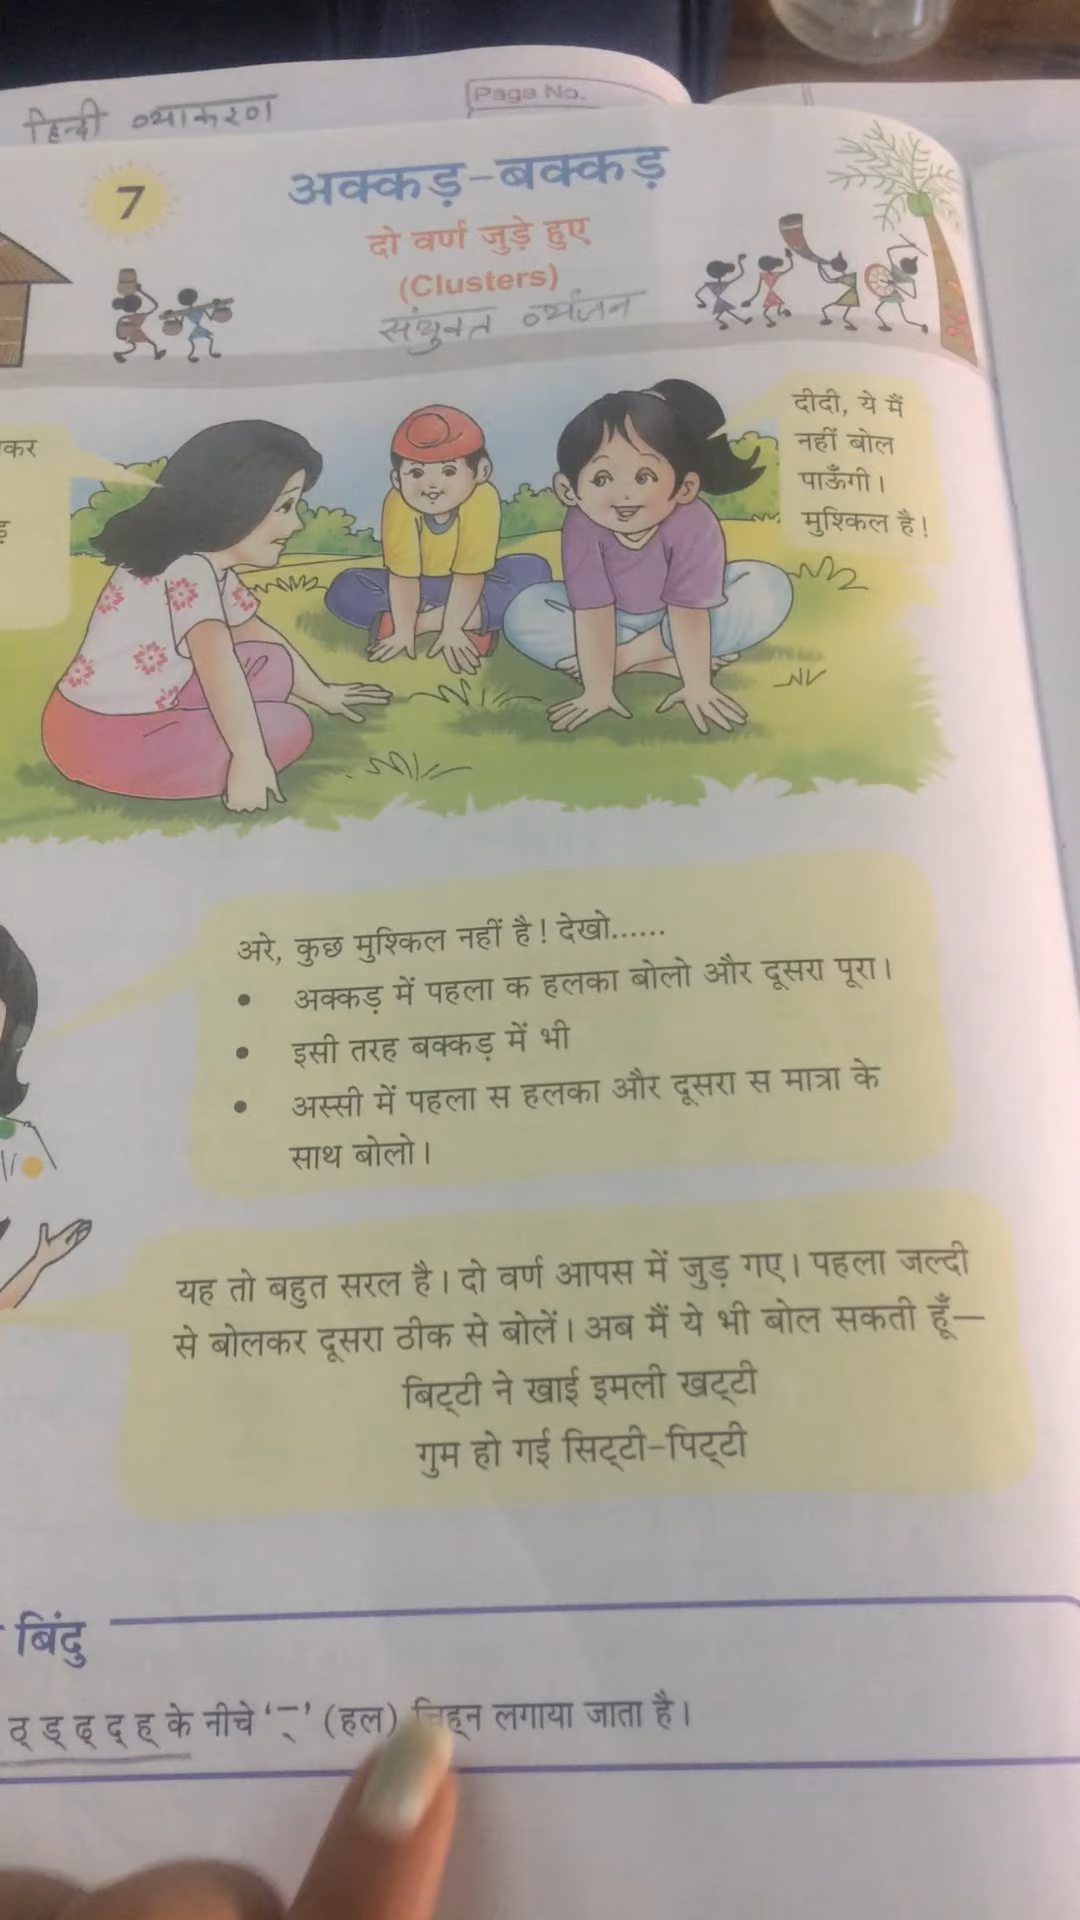 हिन्दी व्याकरण
Page No.
7
अक्कड़-बक्कड़
दो वर्ण जुड़े हुए
(Clusters)
संयुक्त व्यंजन
कर
दीदी, ये मैं
नहीं बोल
पाऊँगी।
मुश्किल है!
अरे, कुछ मुश्किल नहीं है! देखो......
• अक्कड़ में पहला क हलका बोलो और दूसरा पूरा।
• इसी तरह बक्कड़ में भी
• अस्सी में पहला स हलका और दूसरा स मात्रा के
साथ बोलो।
यह तो बहुत सरल है। दो वर्ण आपस में जुड़ गए। पहला जल्दी
से बोलकर दूसरा ठीक से बोलें। अब मैं ये भी बोल सकती हूँ—
बिट्‌टी ने खाई इमली खट्‌टी
गुम हो गई सिट्‌टी-पिट्‌टी
बिंदु
ठ् ड् ढ् द् ह् के नीचे ‘्’ (हल) चिह्‌न लगाया जाता है।